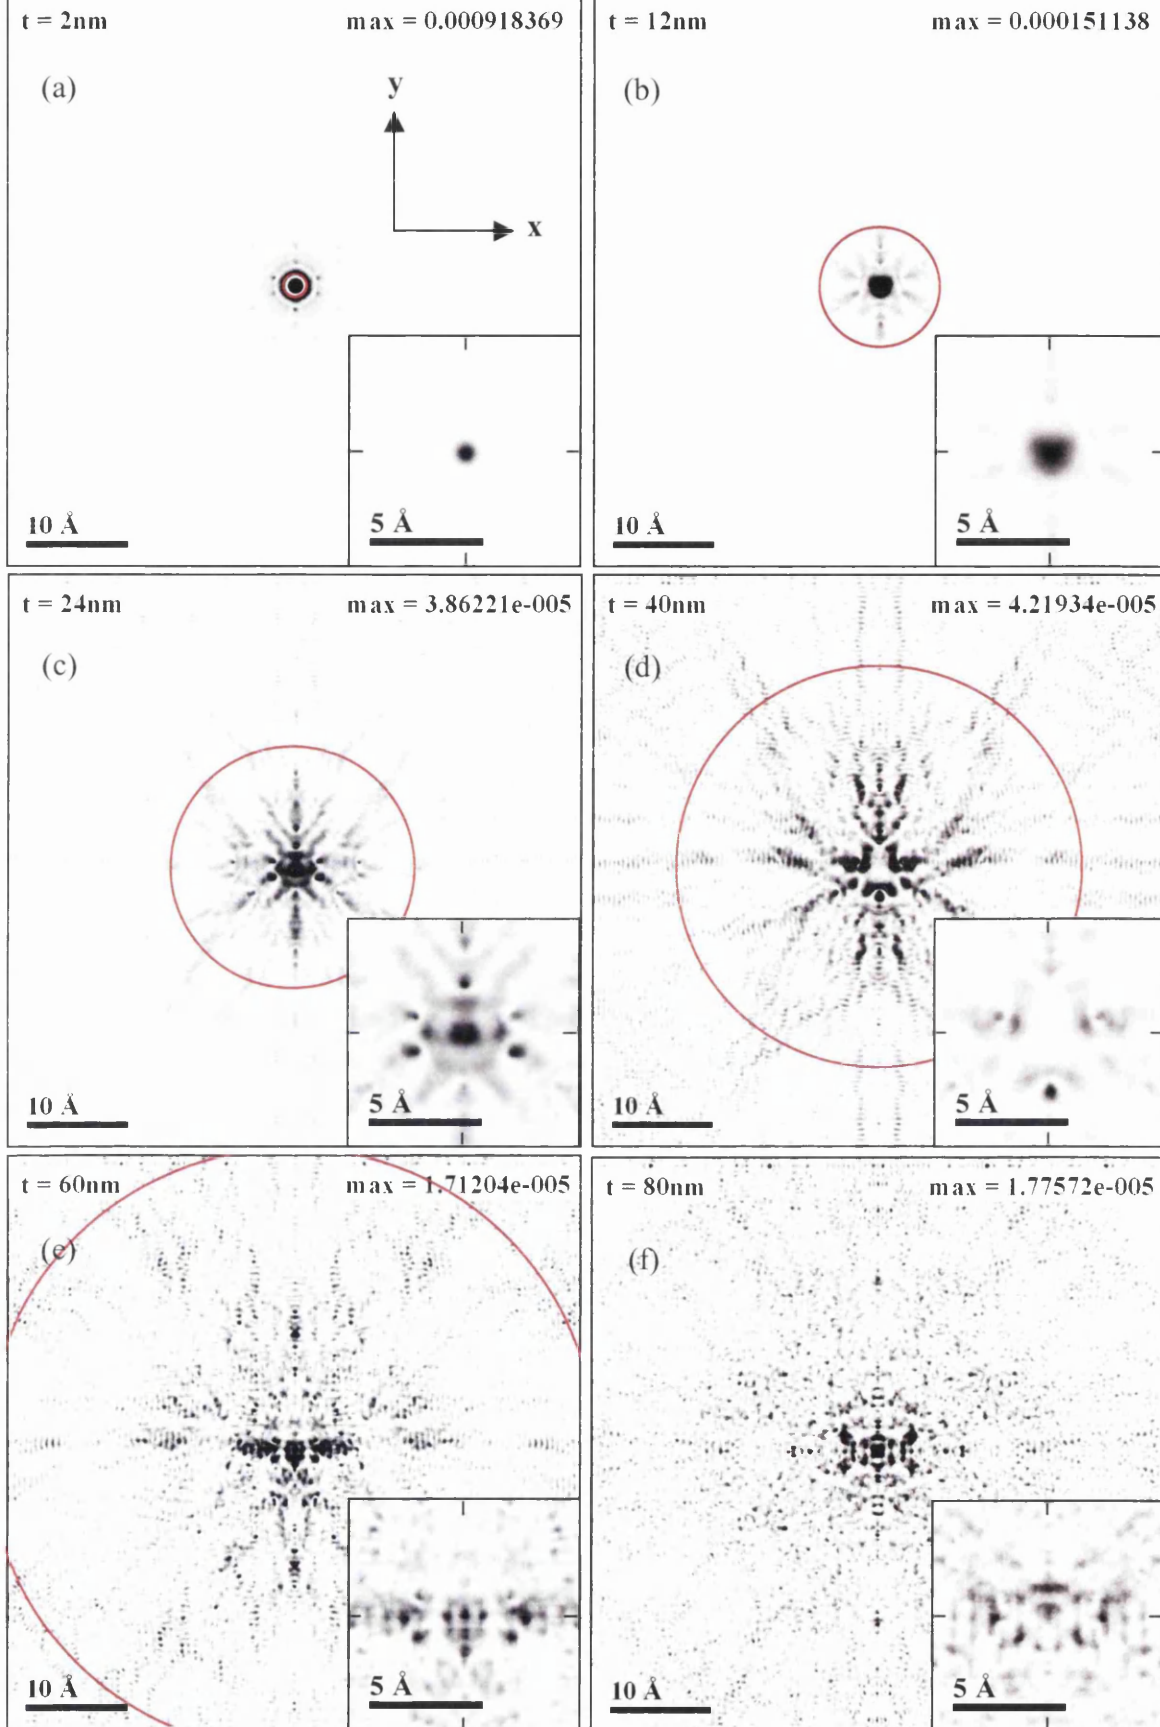 t = 2nm
max = 0.000918369
(a)
y
x
10 Å
5 Å
t = 12nm
max = 0.000151138
(b)
10 Å
5 Å
t = 24nm
max = 3.86221e-005
(c)
10 Å
5 Å
t = 40nm
max = 4.21934e-005
(d)
10 Å
5 Å
t = 60nm
max = 1.71204e-005
(e)
10 Å
5 Å
t = 80nm
max = 1.77572e-005
(f)
10 Å
5 Å